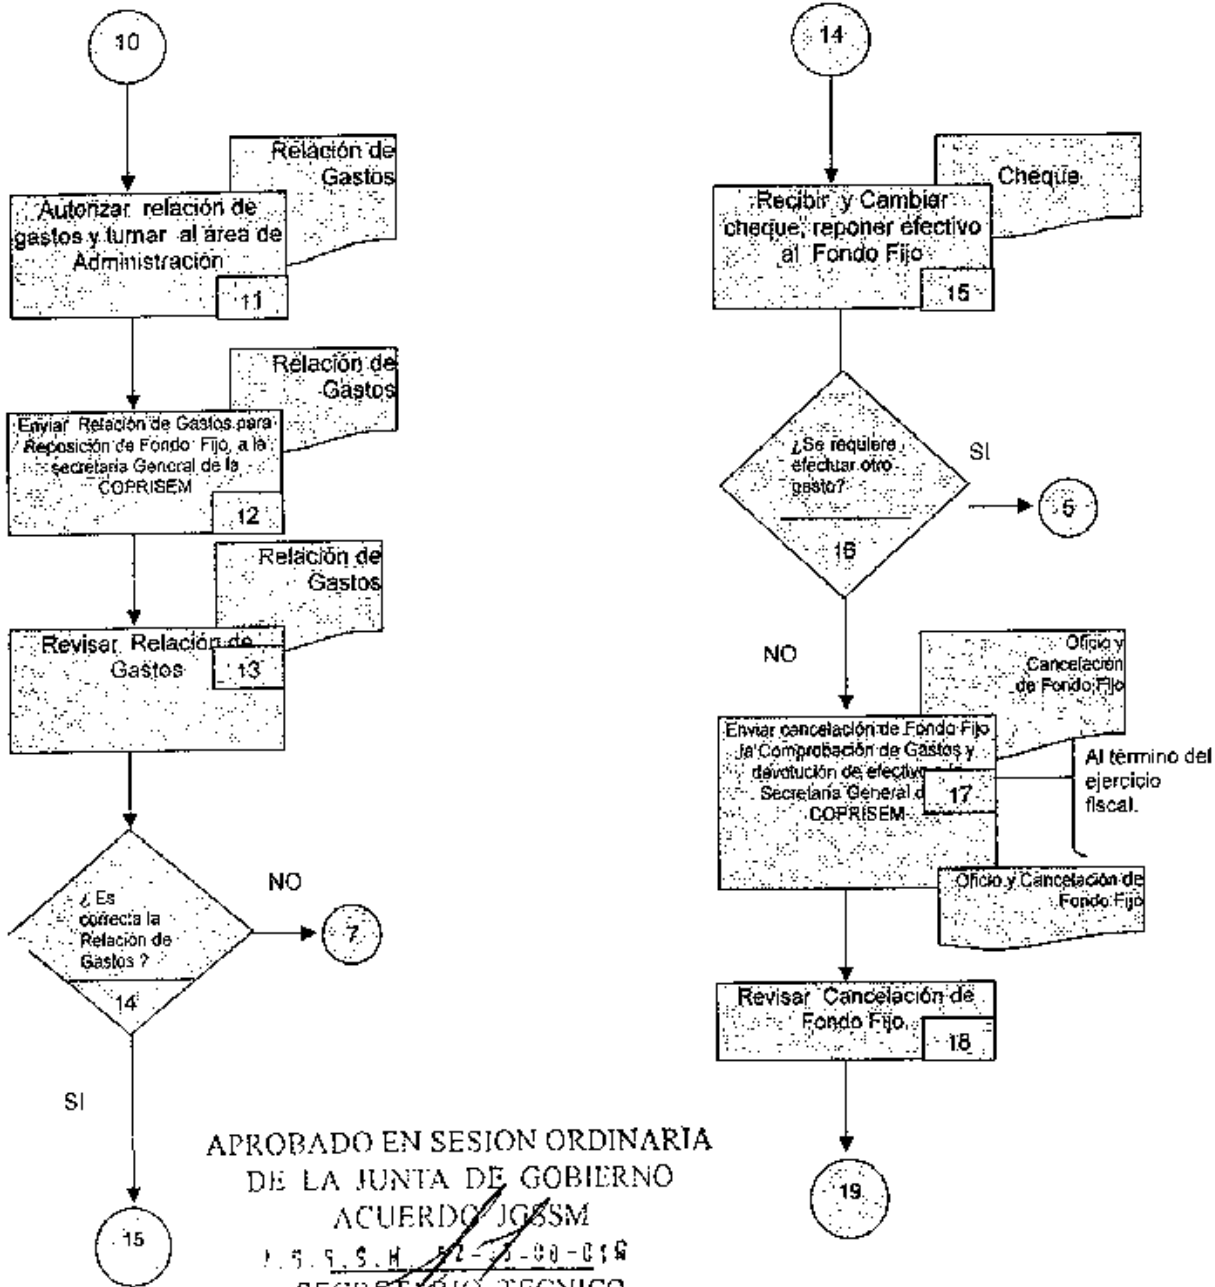 10
Relación de
Gastos
Autorizar relación de
gastos y turnar al área de
Administración
11
Relación de
Gastos
Enviar Relación de Gastos para
Reposición de Fondo Fijo, a la
secretaria General de la
COPRISEM
12
Relación de
Gastos
Revisar Relación de
Gastos
13
¿ Es
correcta la
Relación de
Gastos ?
14
NO
7
SI
15
14
Cheque
Recibir y Cambiar
cheque, reponer efectivo
al Fondo Fijo
15
¿Se requiere
efectuar otro
gasto?
16
SI
NO
Oficio y
Cancelación
de Fondo Fijo
Enviar cancelación de Fondo Fijo
la Comprobación de Gastos y
devolución de efectivo
Secretaria General d
COPRISEM
17
Al término del
ejercicio
fiscal.
Oficio y Cancelación de
Fondo Fijo
Revisar Cancelación de
Fondo Fijo.
18
19
APROBADO EN SESION ORDINARIA
DE LA JUNTA DE GOBIERNO
ACUERDO JGSSM
SECRETARIO TECNICO